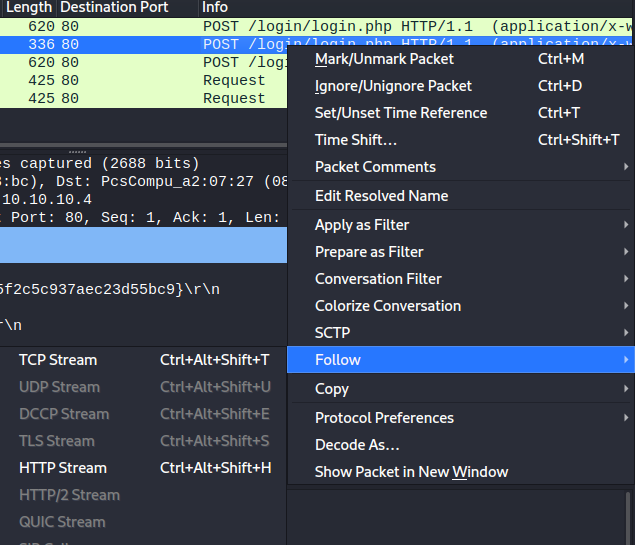 Length Destination Port Info
620 80 POST /login/login.php HTTP/1.1 (application/x-w
336 80 POST /login/login.php HTTP/1.1 (application/x-w
620 80 POST /logi
425 80 Request
425 80 Request
Mark/Unmark Packet Ctrl+M
Ignore/Unignore Packet Ctrl+D
Set/Unset Time Reference Ctrl+T
Time Shift… Ctrl+Shift+T
Packet Comments
Edit Resolved Name
Apply as Filter
Prepare as Filter
Conversation Filter
Colorize Conversation
SCTP
Follow
Copy
Protocol Preferences
Decode As…
Show Packet in New Window
es captured (2688 bits)
3:bc), Dst: PcsCompu_a2:07:27 (08
10.10.10.4
t Port: 80, Seq: 1, Ack: 1, Len:
5f2c5c937aec23d55bc9}\r\n
r\n
TCP Stream Ctrl+Alt+Shift+T
UDP Stream Ctrl+Alt+Shift+U
DCCP Stream Ctrl+Alt+Shift+E
TLS Stream Ctrl+Alt+Shift+S
HTTP Stream Ctrl+Alt+Shift+H
HTTP/2 Stream
QUIC Stream